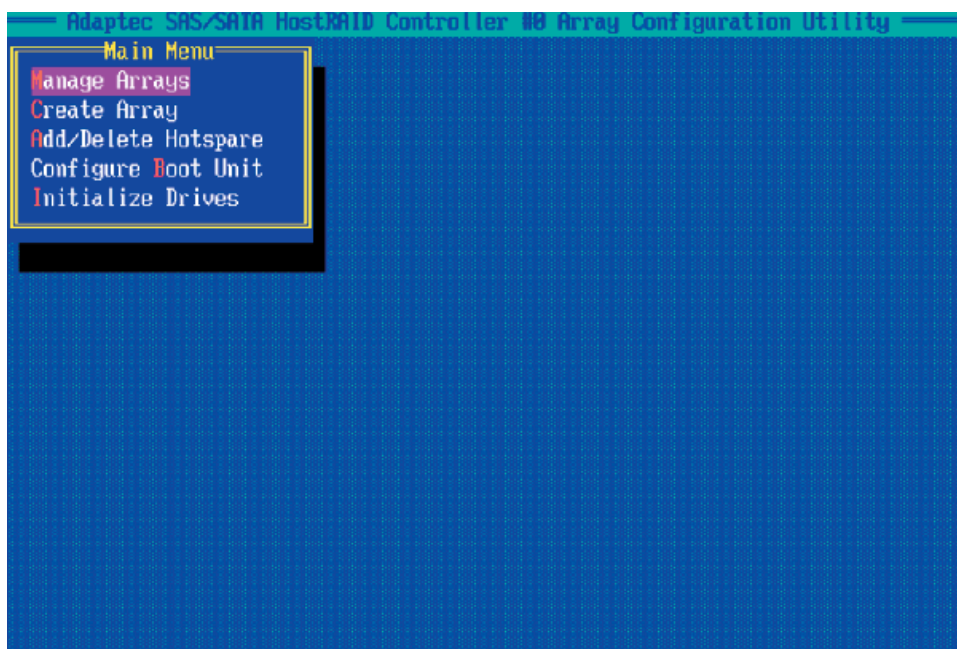 Adaptec SAS/SATA HostRAID Controller #0 Array Configuration Utility
Main Menu
Manage Arrays
Create Array
Add/Delete Hotspare
Configure Boot Unit
Initialize Drives